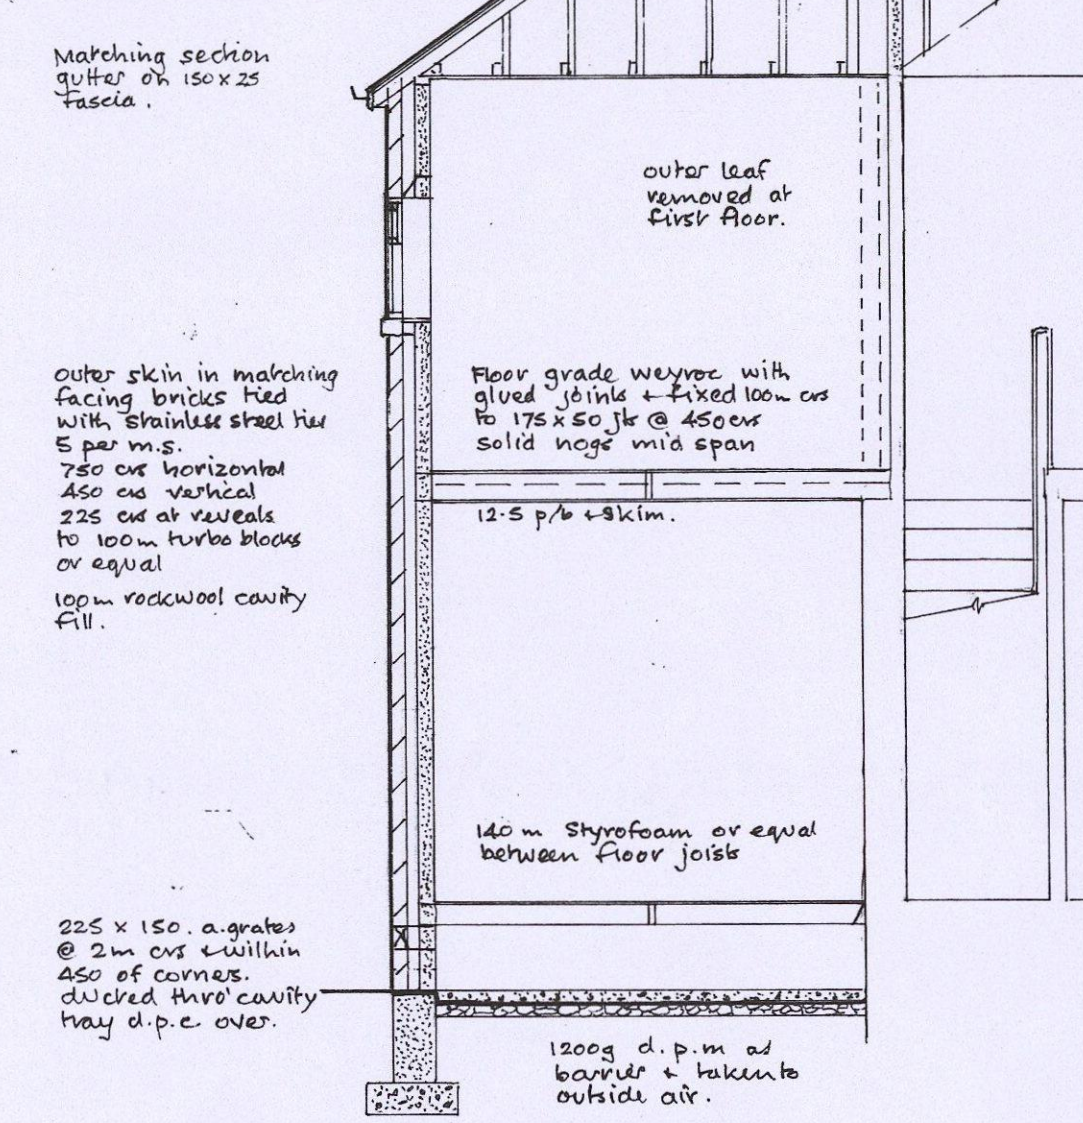 Matching section
gutter on 150 x 25
fascia.
outer leaf
removed at
first floor.
outer skin in matching
facing bricks tied
with stainless steel ties
5 per m.s.
750 crs horizontal
450 crs vertical
225 crs at reveals
to 100m turbo blocks
or equal
100m rockwool cavity
fill.
Floor grade weyroc with
glued joints + fixed 100m crs
to 175 x 50 jts @ 450 crs
solid nogs mid span
12.5 p/b + skim.
140 m Styrofoam or equal
between floor joists
225 x 150. a.grates
@ 2m crs + within
450 of corners.
ducted thro' cavity
tray d.p.c over.
1200g d.p.m as
barrier + taken to
outside air.